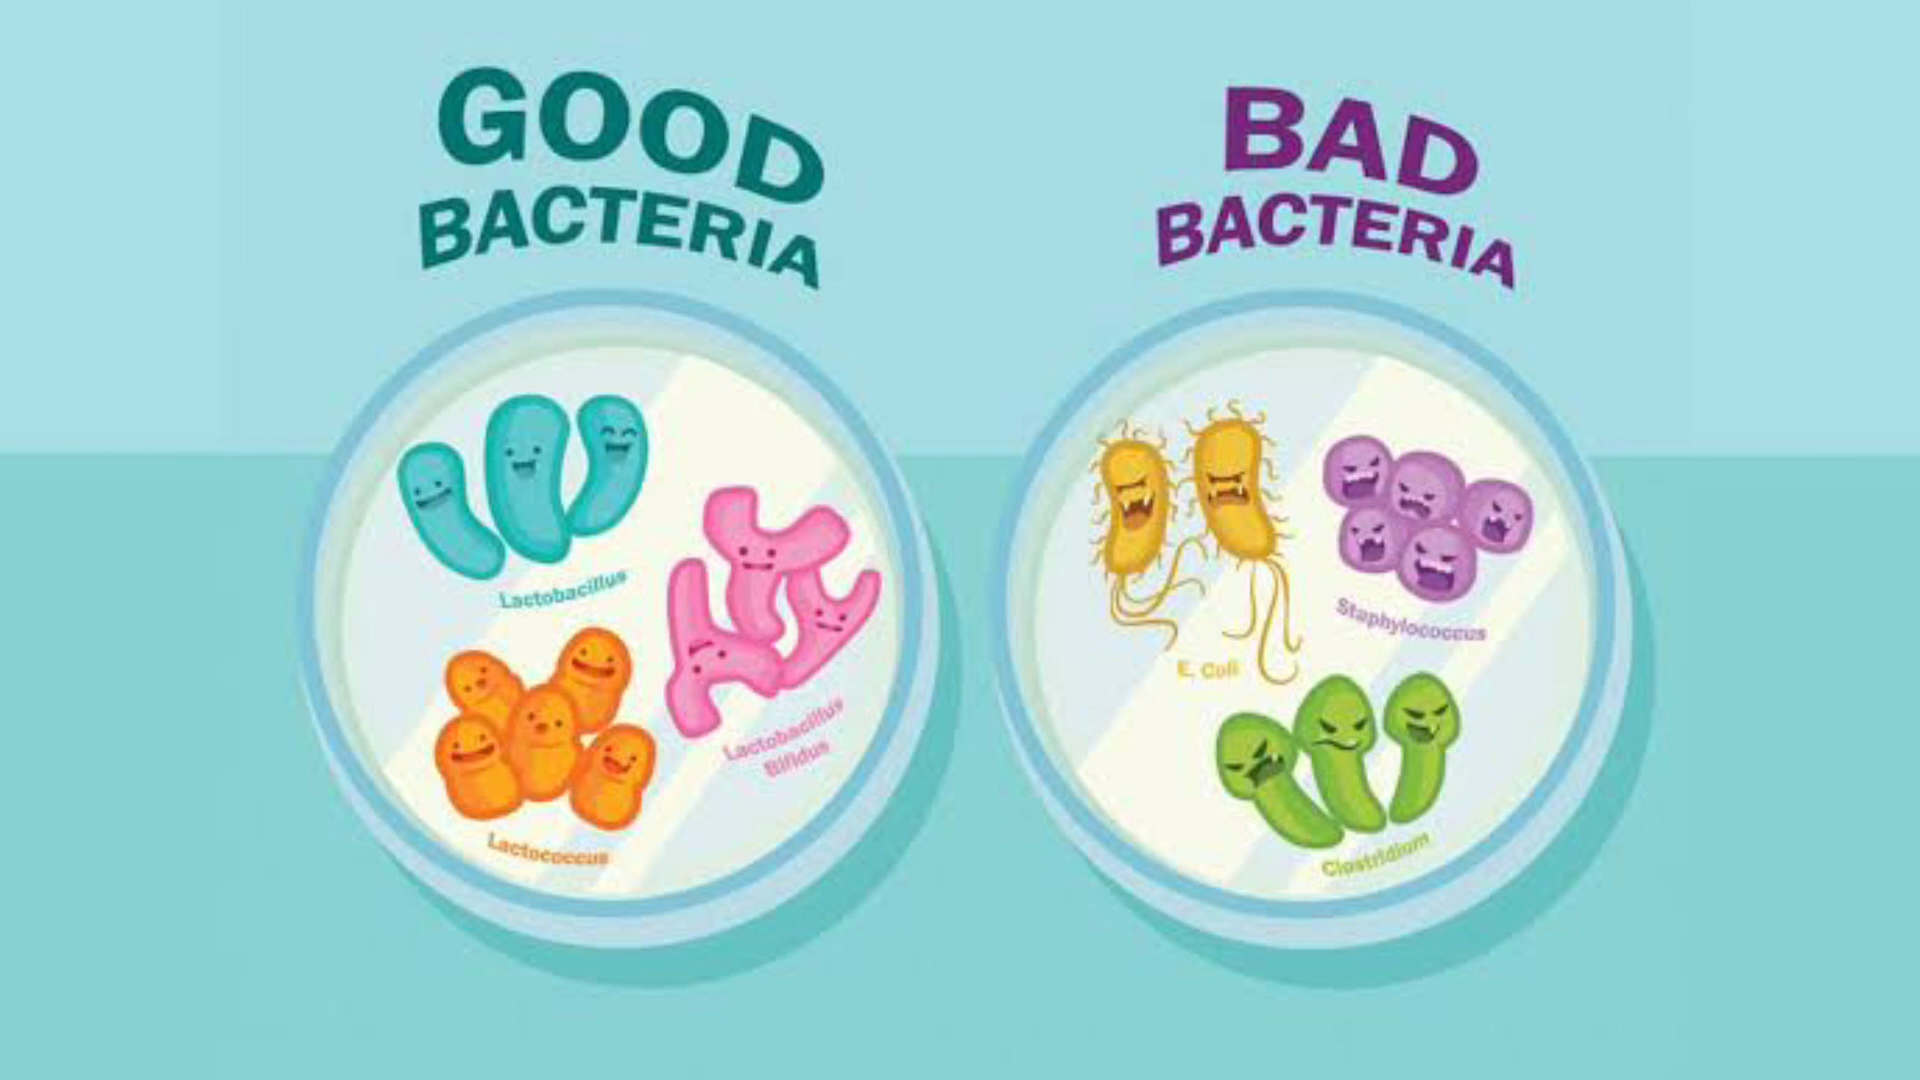 GOOD
BACTERIA
Lactobacillus
Lactobacillus
Bifidus
Lactococcus
BAD
BACTERIA
E. Coli
Staphylococcus
Clostridium